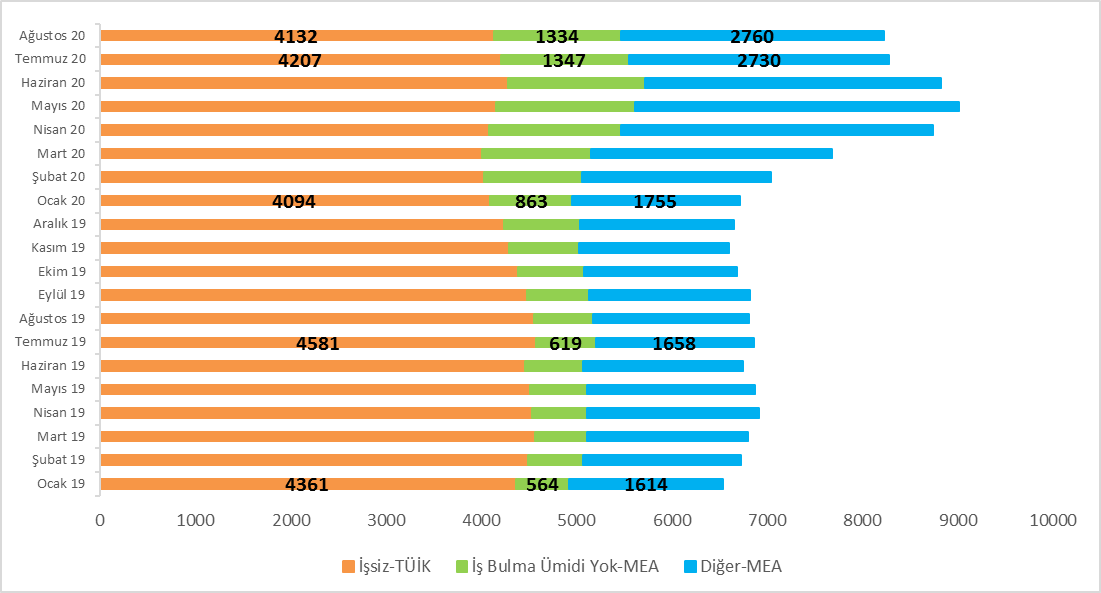 Ağustos 20 4132 1334 2760
Temmuz 20 4207 1347 2730
Haziran 20
Mayıs 20
Nisan 20
Mart 20
Şubat 20
Ocak 20 4094 863 1755
Aralık 19
Kasım 19
Ekim 19
Eylül 19
Ağustos 19
Temmuz 19 4581 619 1658
Haziran 19
Mayıs 19
Nisan 19
Mart 19
Şubat 19
Ocak 19 4361 564 1614
0 1000 2000 3000 4000 5000 6000 7000 8000 9000 10000
İşsiz-TÜİK İş Bulma Ümidi Yok-MEA Diğer-MEA